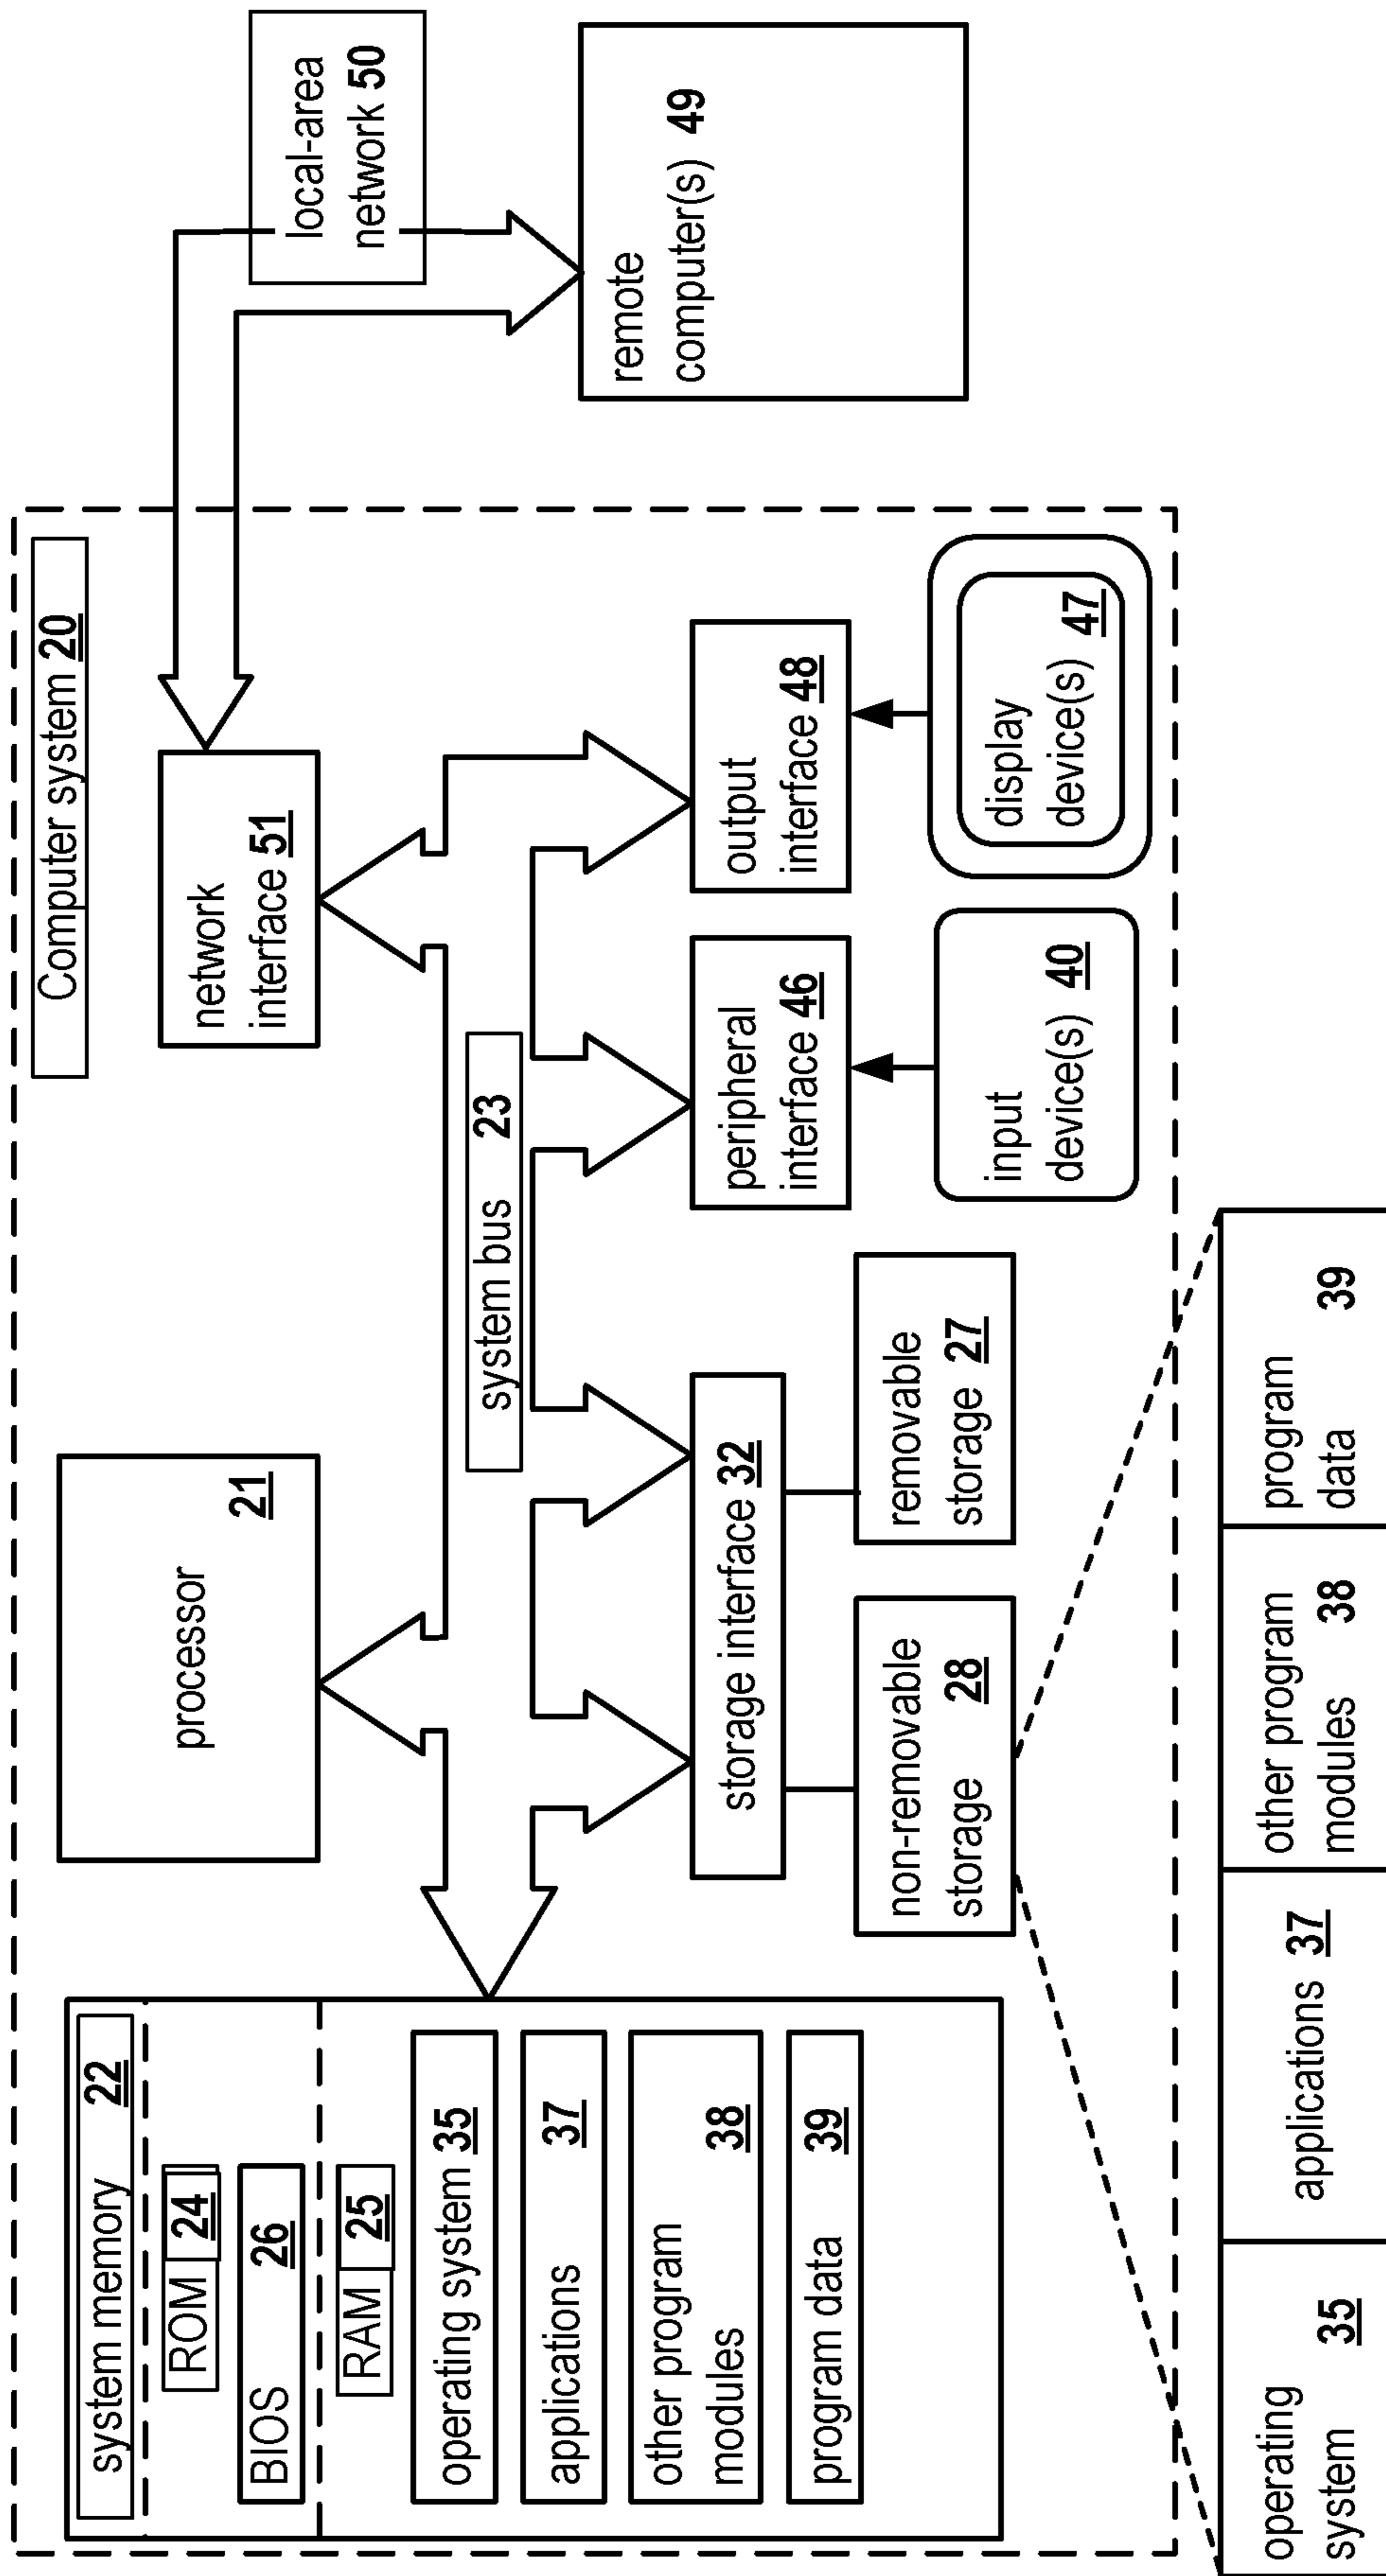 Computer system 20
system memory 22
ROM 24
BIOS 26
RAM 25
operating system 35
applications 37
other program
modules 38
program data 39
processor 21
network
interface 51
local-area
network 50
system bus 23
storage interface 32
peripheral
interface 46
output
interface 48
remote
computer(s) 49
non-removable
storage 28
removable
storage 27
input
device(s) 40
display
device(s) 47
operating
system 35
applications 37
other program
modules 38
program
data 39